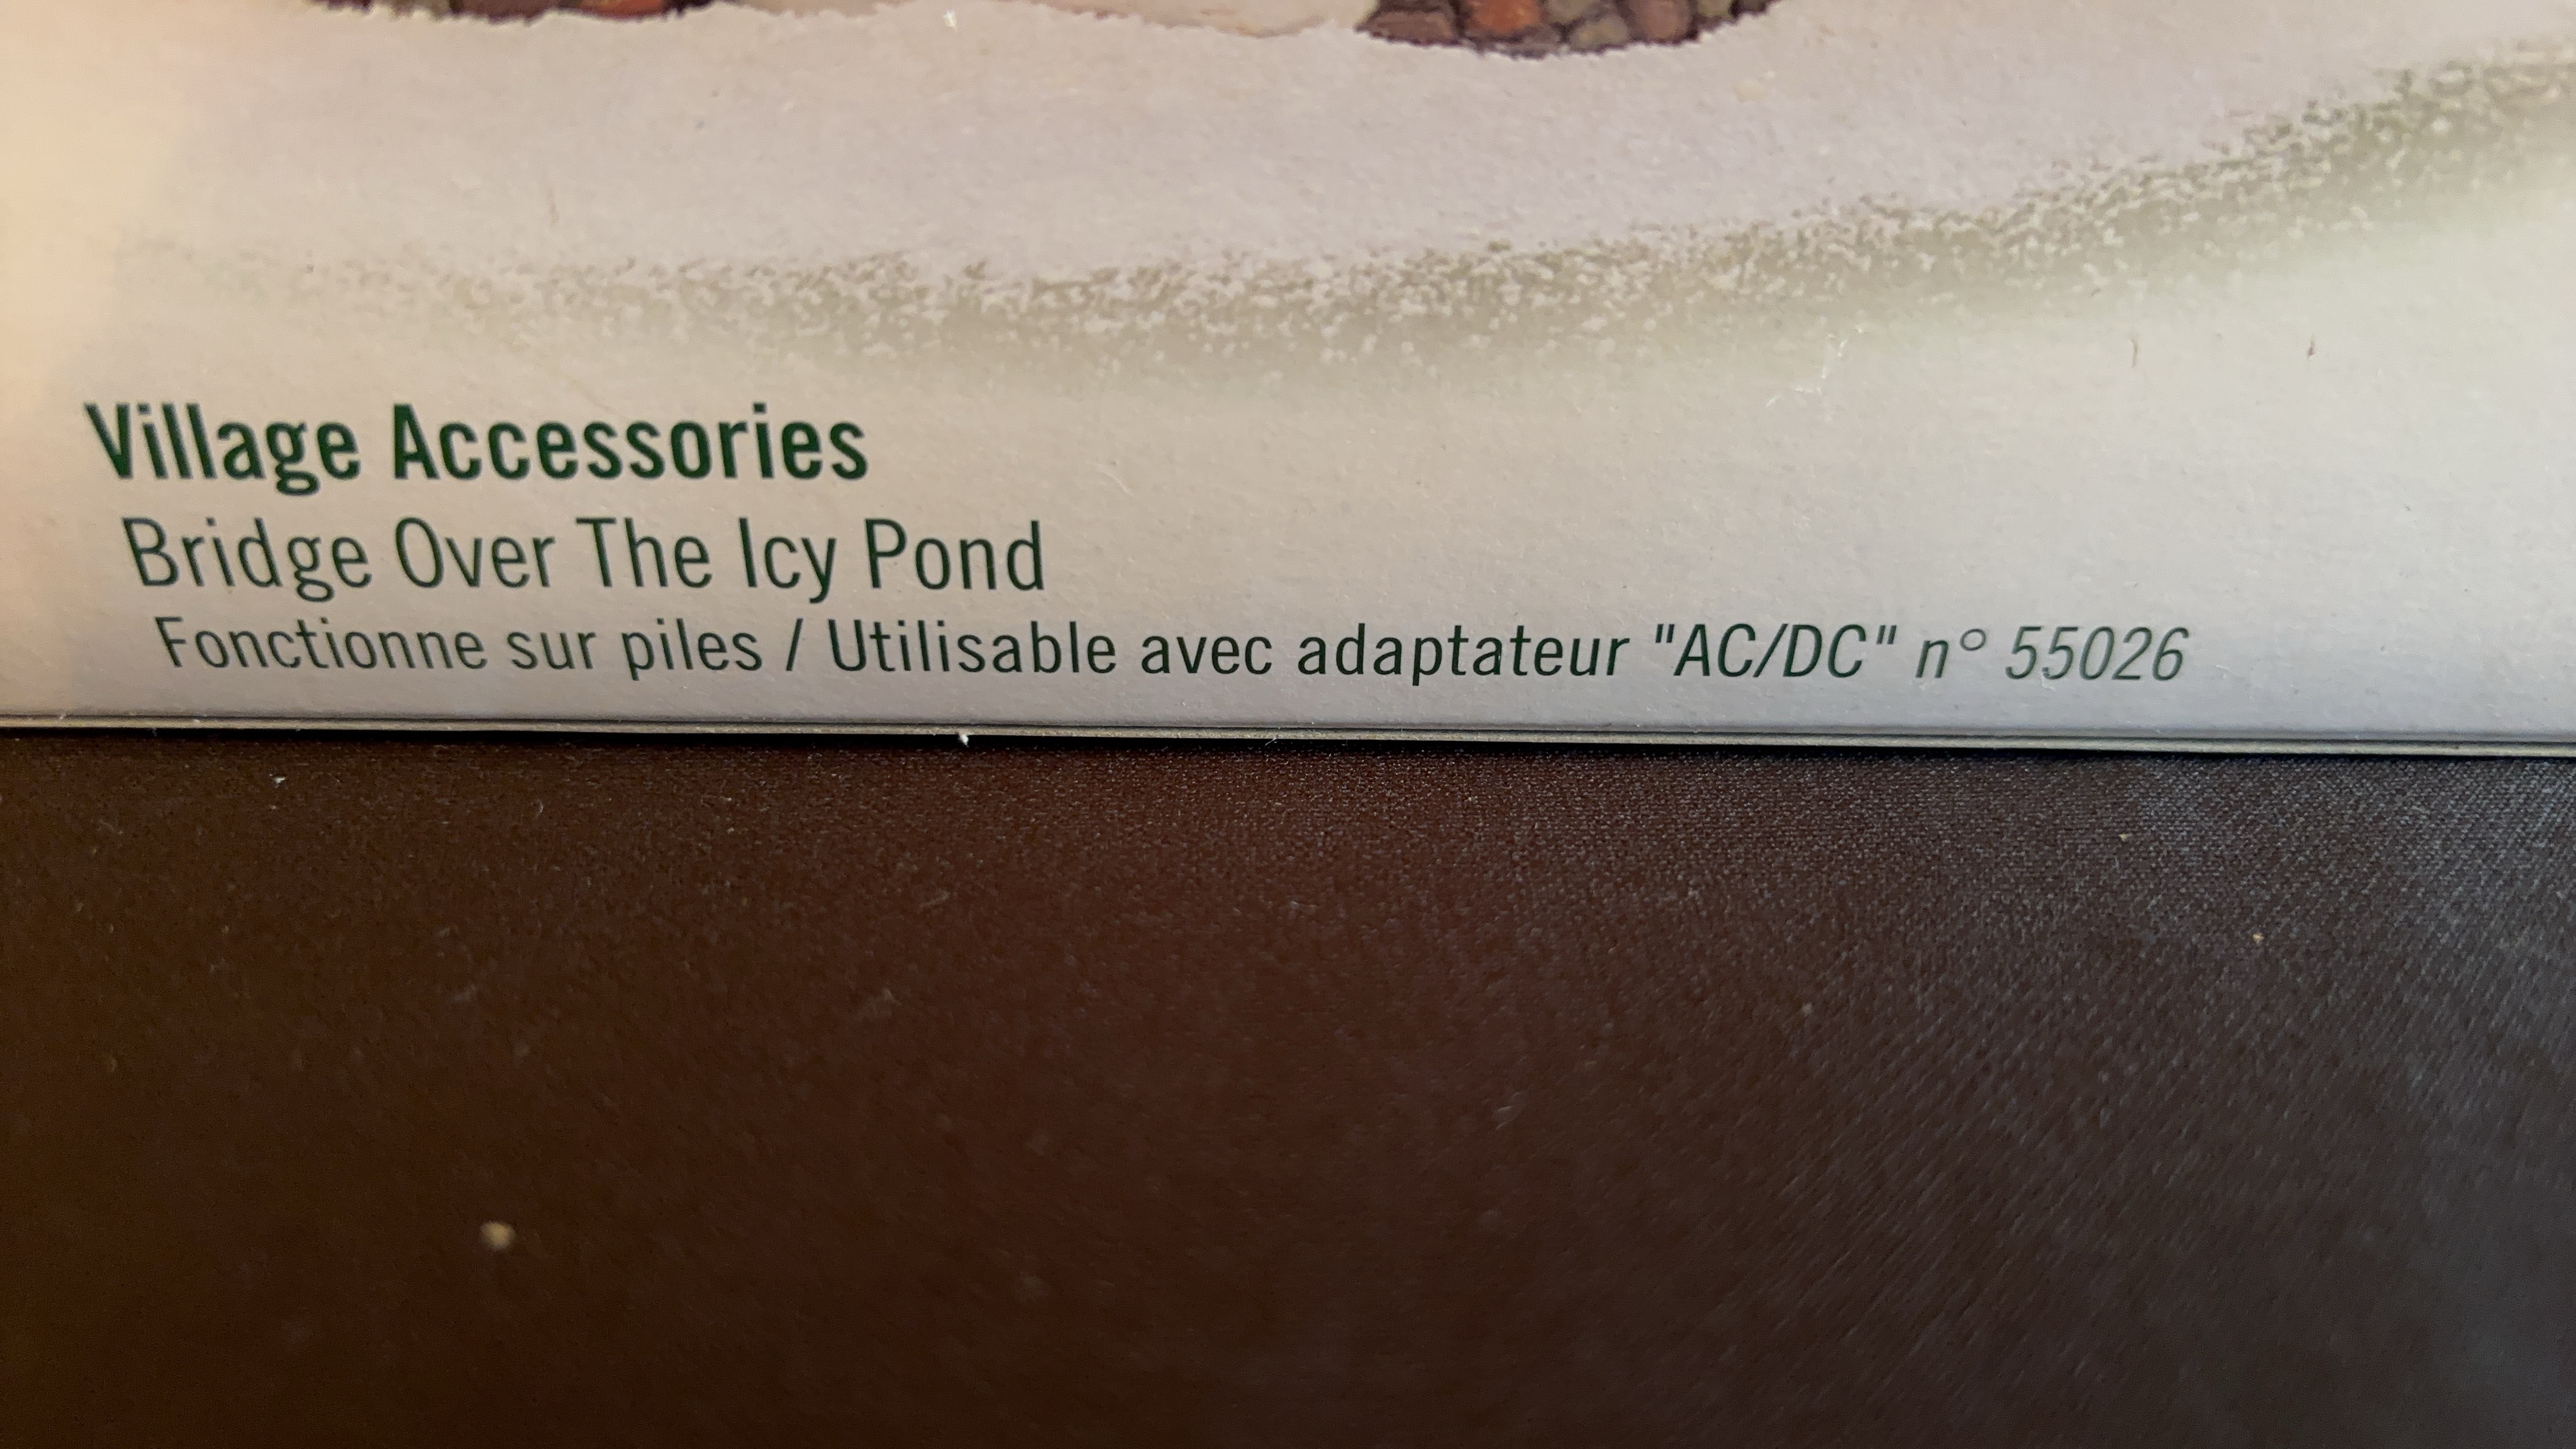 Village Accessories
Bridge Over The Icy Pond
Fonctionne sur piles / Utilisable avec adaptateur "AC/DC" n° 55026